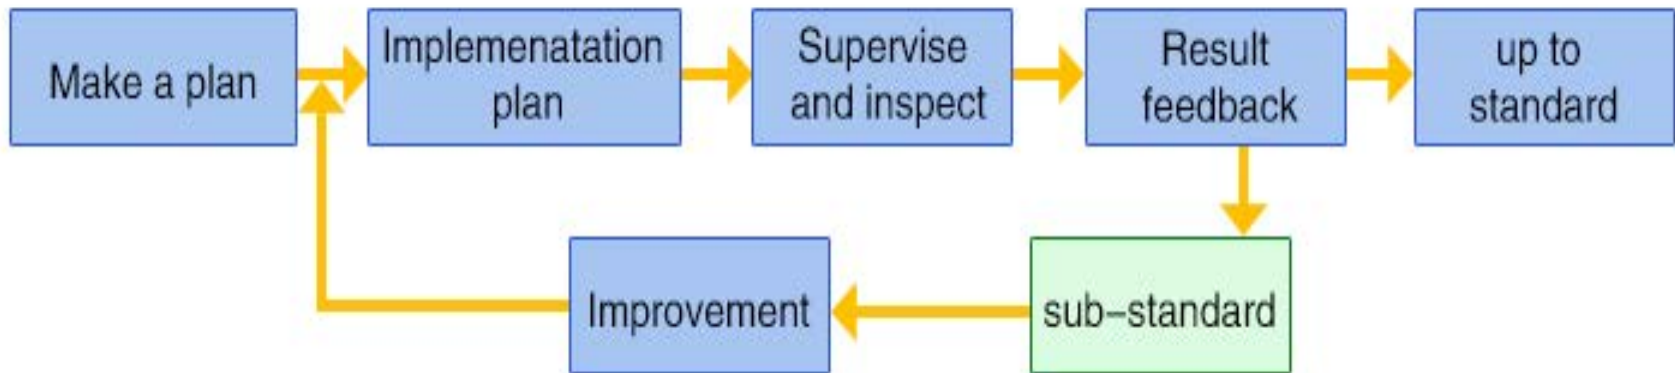 Make a plan
Implemenatation
plan
Supervise
and inspect
Result
feedback
up to
standard
Improvement
sub–standard